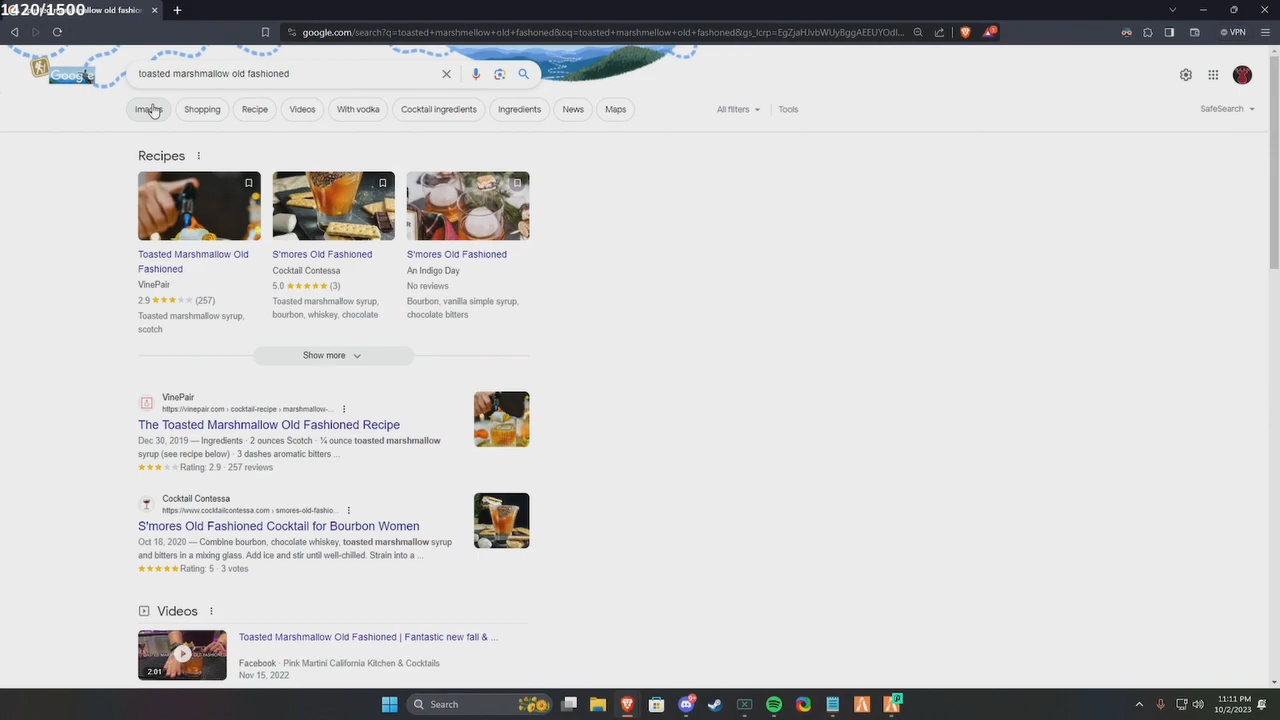 1420/1500
marshmallow old fashion
google.com/search?q=toasted+marshmallow+old+fashioned&oq=toasted+marshmellow+old+fashioned&gs_lcrp=EgZjaHJvbWUyBggAEEUYOdI...
VPN
Google
toasted marshmallow old fashioned
Images
Shopping
Recipe
Videos
With vodka
Cocktail ingredients
Ingredients
News
Maps
All filters
Tools
SafeSearch
Recipes
Toasted Marshmallow Old
Fashioned
VinePair
2.9 (257)
Toasted marshmallow syrup,
scotch
S'mores Old Fashioned
Cocktail Contessa
5.0 (3)
Toasted marshmallow syrup,
bourbon, whiskey, chocolate
S'mores Old Fashioned
An Indigo Day
No reviews
Bourbon, vanilla simple syrup,
chocolate bitters
Show more
VinePair
https://vinepair.com › cocktail-recipe › marshmallow-...
The Toasted Marshmallow Old Fashioned Recipe
Dec 30, 2019 — Ingredients · 2 ounces Scotch · ¼ ounce toasted marshmallow
syrup (see recipe below) · 3 dashes aromatic bitters ...
Rating: 2.9 · 257 reviews
Cocktail Contessa
https://www.cocktailcontessa.com › smores-old-fashio...
S'mores Old Fashioned Cocktail for Bourbon Women
Oct 18, 2020 — Combine bourbon, chocolate whiskey, toasted marshmallow syrup
and bitters in a mixing glass. Add ice and stir until well-chilled. Strain into a ...
Rating: 5 · 3 votes
Videos
2:01
Toasted Marshmallow Old Fashioned | Fantastic new fall & ...
Facebook · Pink Martini California Kitchen & Cocktails
Nov 15, 2022
Search
11:11 PM
10/2/2023